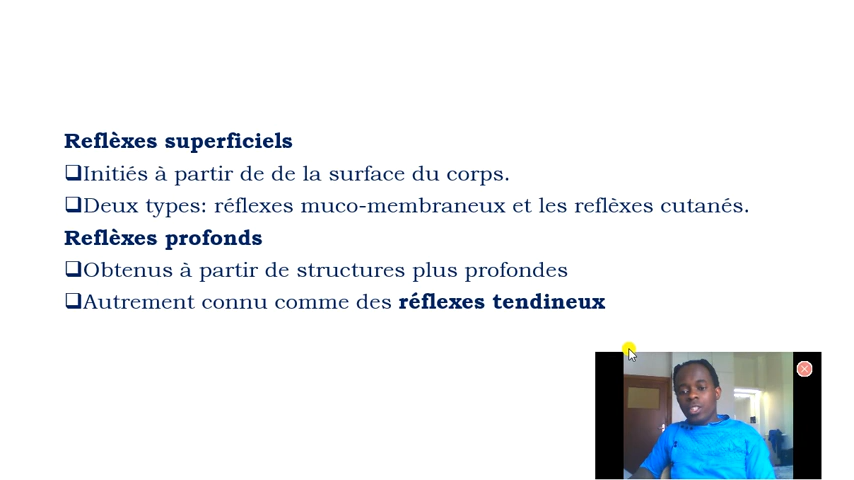 Reflèxes superficiels
❑Initiés à partir de de la surface du corps.
❑Deux types: réflexes muco-membraneux et les reflèxes cutanés.
Reflèxes profonds
❑Obtenus à partir de structures plus profondes
❑Autrement connu comme des réflexes tendineux